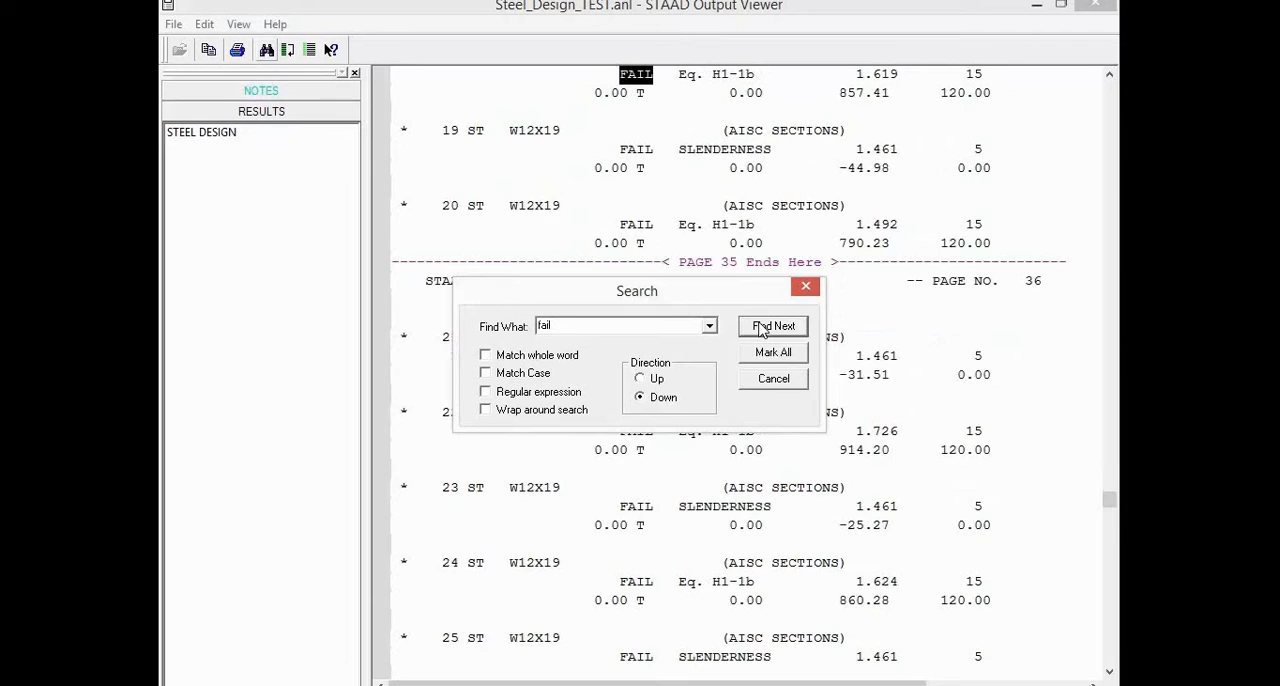 Steel_Design_TEST.anl - STAAD Output Viewer
File Edit View Help
NOTES
RESULTS
STEEL DESIGN
FAIL Eq. H1-1b 1.619 15
0.00 T 0.00 857.41 120.00
* 19 ST W12X19 (AISC SECTIONS)
FAIL SLENDERNESS 1.461 5
0.00 T 0.00 -44.98 0.00
* 20 ST W12X19 (AISC SECTIONS)
FAIL Eq. H1-1b 1.492 15
0.00 T 0.00 790.23 120.00
< PAGE 35 Ends Here >
-- PAGE NO. 36
Search
Find What: fail
Find Next
Match whole word
Match Case
Regular expression
Wrap around search
Direction
Up
Down
Mark All
Cancel
1.461 5
-31.51 0.00
1.726 15
0.00 T 0.00 914.20 120.00
* 23 ST W12X19 (AISC SECTIONS)
FAIL SLENDERNESS 1.461 5
0.00 T 0.00 -25.27 0.00
* 24 ST W12X19 (AISC SECTIONS)
FAIL Eq. H1-1b 1.624 15
0.00 T 0.00 860.28 120.00
* 25 ST W12X19 (AISC SECTIONS)
FAIL SLENDERNESS 1.461 5